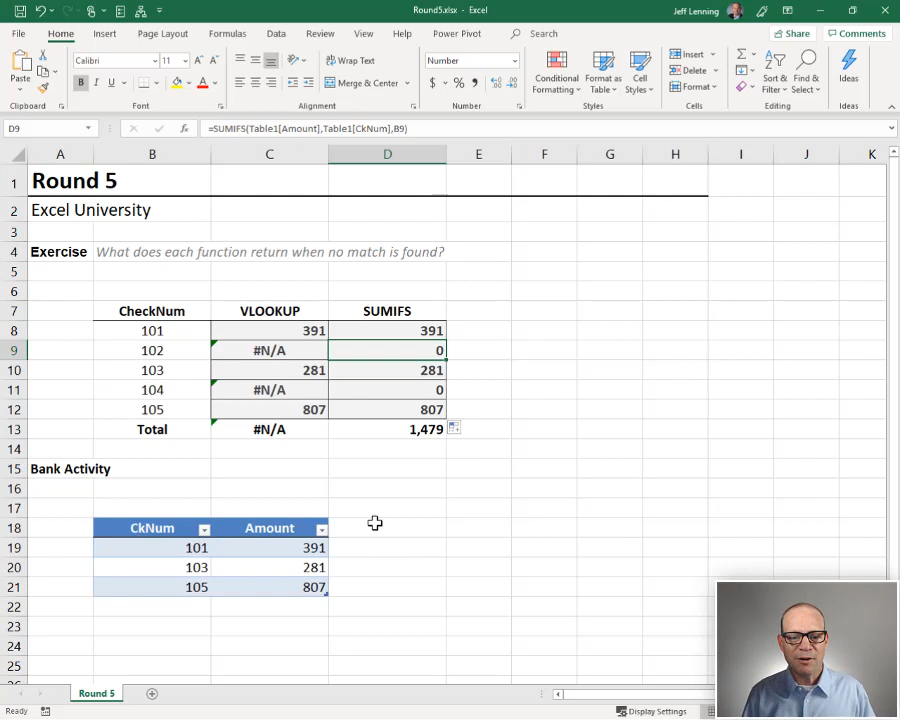 Round5.xlsx - Excel
Jeff Lenning
File Home Insert Page Layout Formulas Data Review View Help Power Pivot Search Share Comments
Paste
Calibri 11
B I U A
Wrap Text
Merge & Center
Number
$ % ,
Conditional Formatting
Format as Table
Cell Styles
Insert
Delete
Format
Sort & Filter
Find & Select
Ideas
Clipboard Font Alignment Number Styles Cells Editing Ideas
D9 fx =SUMIFS(Table1[Amount],Table1[CkNum],B9)
A B C D E F G H I J K
1 Round 5
2 Excel University
3
4 Exercise What does each function return when no match is found?
5
6
7 CheckNum VLOOKUP SUMIFS
8 101 391 391
9 102 #N/A 0
10 103 281 281
11 104 #N/A 0
12 105 807 807
13 Total #N/A 1,479
14
15 Bank Activity
16
17
18 CkNum Amount
19 101 391
20 103 281
21 105 807
22
23
24
25
Round 5
Ready
Display Settings